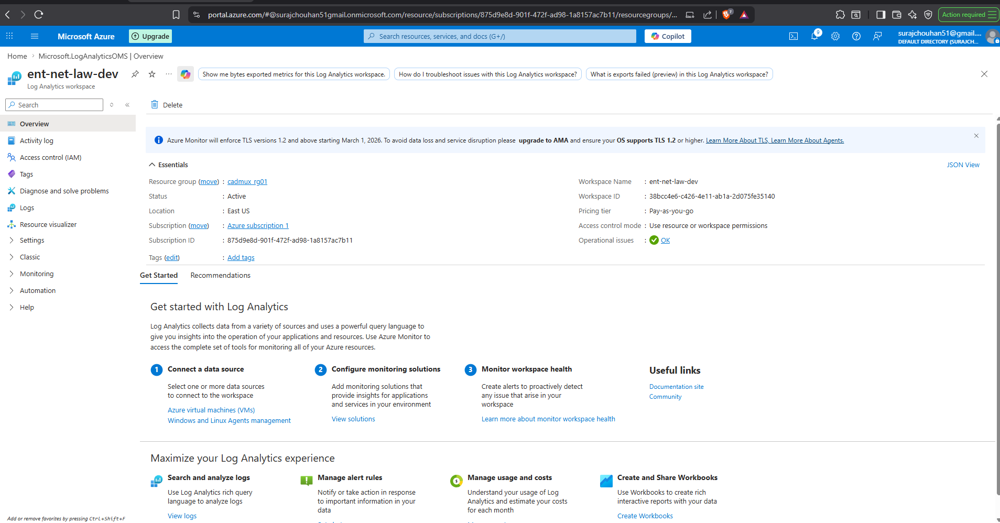 portal.azure.com/#@surajchouhan51gmail.onmicrosoft.com/resource/subscriptions/875d9e8d-901f-472f-ad98-1a8157ac7b11/resourcegroups/...
7
Action required
Microsoft Azure
Upgrade
Search resources, services, and docs (G+/)
Copilot
9
surajchouhan51@gmail....
DEFAULT DIRECTORY (SURAJCH...
Home > Microsoft.LogAnalyticsOMS | Overview
ent-net-law-dev
Log Analytics workspace
Show me bytes exported metrics for this Log Analytics workspace.
How do I troubleshoot issues with this Log Analytics workspace?
What is exports failed (preview) in this Log Analytics workspace?
Search
Delete
Overview
Activity log
Access control (IAM)
Tags
Diagnose and solve problems
Logs
Resource visualizer
Settings
Classic
Monitoring
Automation
Help
Azure Monitor will enforce TLS versions 1.2 and above starting March 1, 2026. To avoid data loss and service disruption please upgrade to AMA and ensure your OS supports TLS 1.2 or higher. Learn More About TLS, Learn More About Agents.
Essentials
JSON View
Resource group (move) : cadmux_rg01
Status : Active
Location : East US
Subscription (move) : Azure subscription 1
Subscription ID : 875d9e8d-901f-472f-ad98-1a8157ac7b11
Tags (edit) : Add tags
Workspace Name : ent-net-law-dev
Workspace ID : 38bcc4e6-c426-4e11-ab1a-2d075fe35140
Pricing tier : Pay-as-you-go
Access control mode : Use resource or workspace permissions
Operational issues : OK
Get Started
Recommendations
Get started with Log Analytics
Log Analytics collects data from a variety of sources and uses a powerful query language to
give you insights into the operation of your applications and resources. Use Azure Monitor to
access the complete set of tools for monitoring all of your Azure resources.
1 Connect a data source
Select one or more data sources
to connect to the workspace
Azure virtual machines (VMs)
Windows and Linux Agents management
2 Configure monitoring solutions
Add monitoring solutions that
provide insights for applications
and services in your environment
View solutions
3 Monitor workspace health
Create alerts to proactively detect
any issue that arise in your
workspace
Learn more about monitor workspace health
Useful links
Documentation site
Community
Maximize your Log Analytics experience
Search and analyze logs
Use Log Analytics rich query
language to analyze logs
View logs
Manage alert rules
Notify or take action in response
to important information in your
data
Manage usage and costs
Understand your usage of Log
Analytics and estimate your costs
for each month
Create and Share Workbooks
Use Workbooks to create rich
interactive reports with your data
Create Workbooks
Add or remove favorites by pressing Ctrl+Shift+F